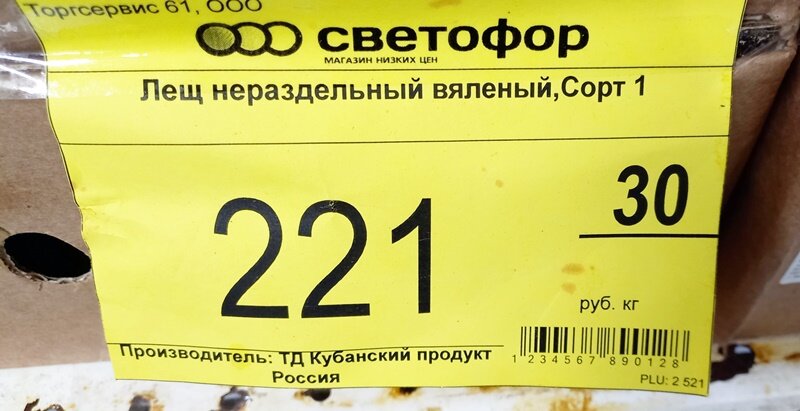 Торгсервис 61, ООО
светофор
МАГАЗИН НИЗКИХ ЦЕН
Лещ нераздельный вяленый,Сорт 1
221
30
руб. кг
Производитель: ТД Кубанский продукт
Россия
1234567890128
PLU: 2 521